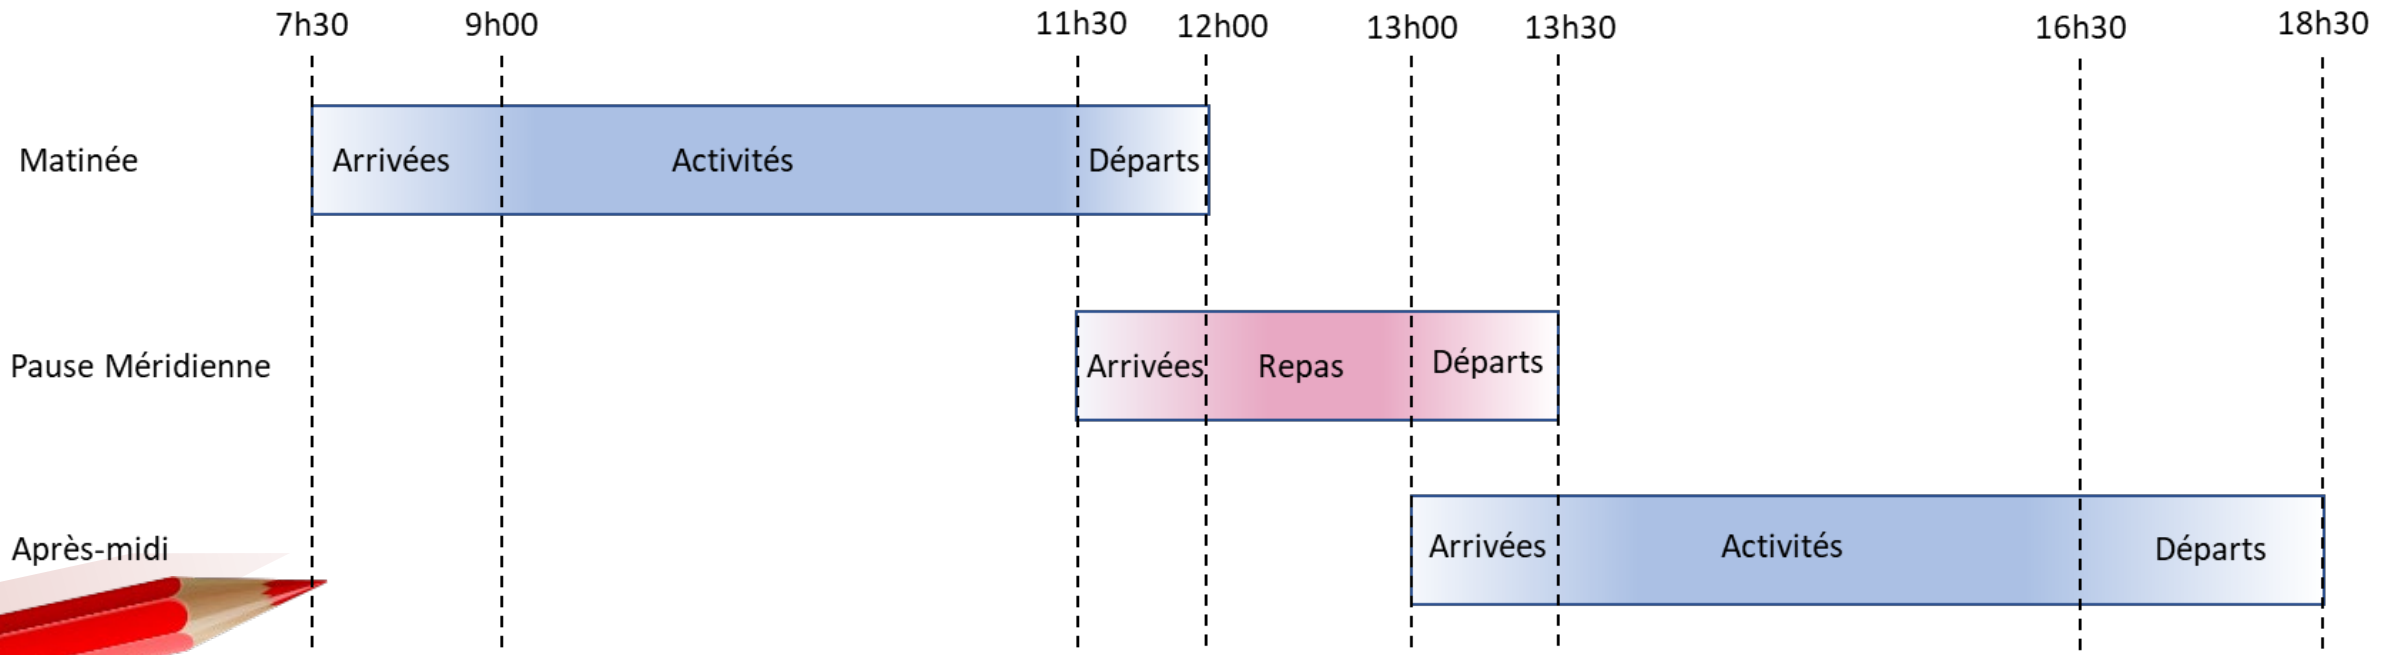 7h30 9h00 11h30 12h00 13h00 13h30 16h30 18h30
Matinée Arrivées Activités Départs
Pause Méridienne Arrivées Repas Départs
Après-midi Arrivées Activités Départs